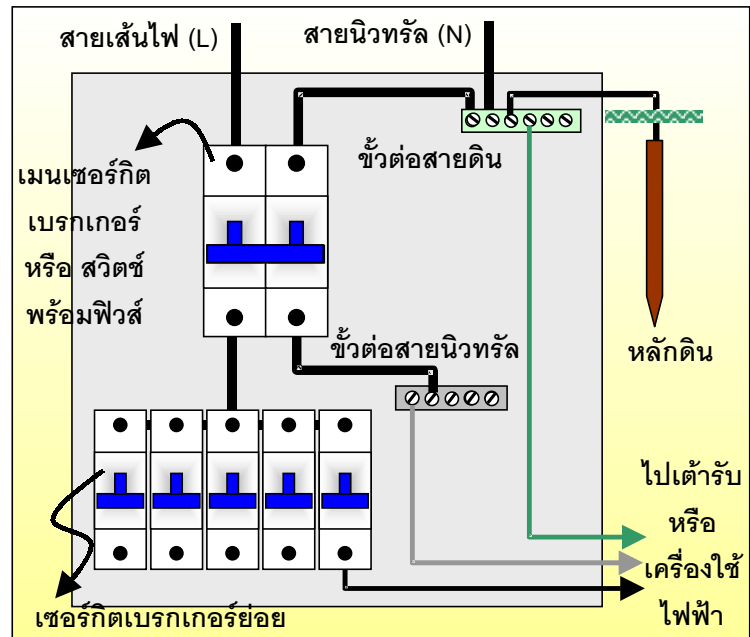 สายเส้นไฟ (L)
สายนิวทรัล (N)
ขั้วต่อสายดิน
เมนเซอร์กิต
เบรกเกอร์
หรือ สวิตช์
พร้อมฟิวส์
ขั้วต่อสายนิวทรัล
หลักดิน
ไปเต้ารับ
หรือ
เครื่องใช้
ไฟฟ้า
เซอร์กิตเบรกเกอร์ย่อย